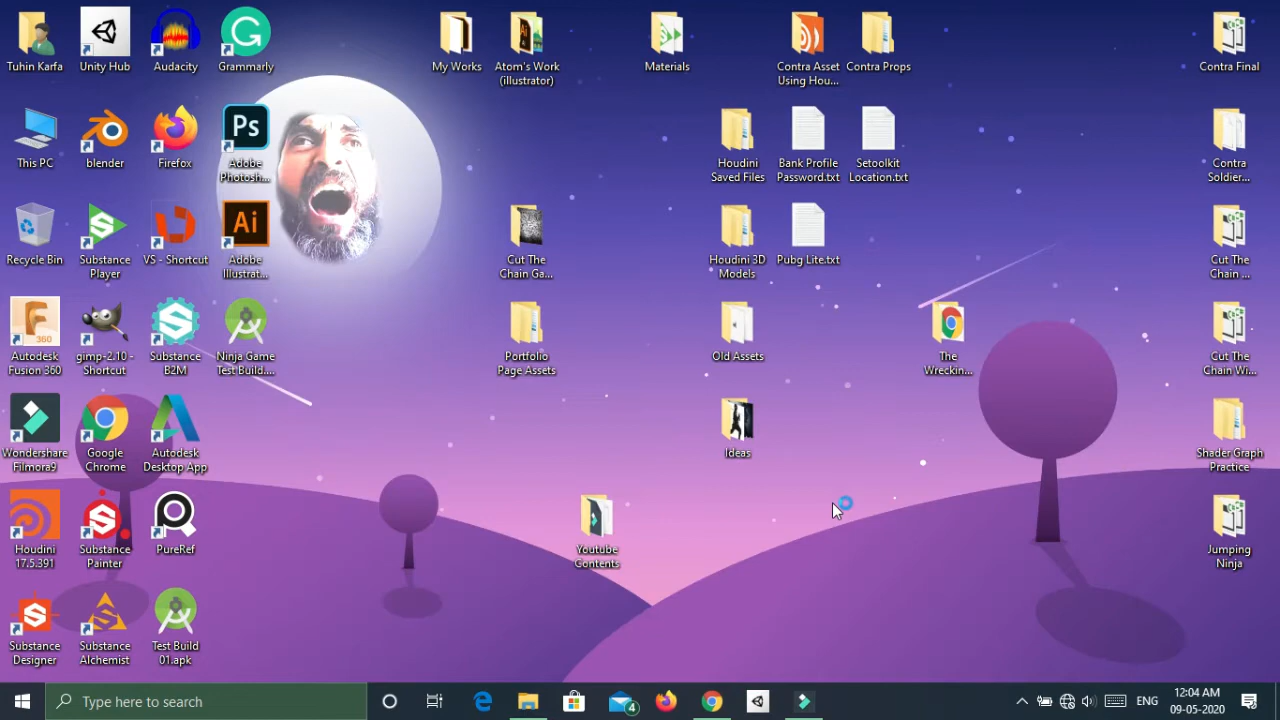 Tuhin Karfa
Unity Hub
Audacity
Grammarly
My Works
Atom's Work
(illustrator)
Materials
Contra Asset
Using Hou...
Contra Props
Contra Final
This PC
blender
Firefox
Ps
Adobe
Photosh...
Houdini
Saved Files
Bank Profile
Password.txt
Setoolkit
Location.txt
Contra
Soldier...
Recycle Bin
Substance
Player
VS - Shortcut
Ai
Adobe
Illustrat...
Cut The
Chain Ga...
Houdini 3D
Models
Pubg Lite.txt
Cut The
Chain ...
360
Autodesk
Fusion 360
gimp-2.10 -
Shortcut
Substance
B2M
Ninja Game
Test Build....
Portfolio
Page Assets
Old Assets
The
Wreckin...
Cut The
Chain Wi...
Wondershare
Filmora9
Google
Chrome
Autodesk
Desktop App
Ideas
Shader Graph
Practice
Houdini
17.5.391
Substance
Painter
PureRef
Youtube
Contents
Jumping
Ninja
Substance
Designer
Substance
Alchemist
Test Build
01.apk
Type here to search
4
ENG
12:04 AM
09-05-2020